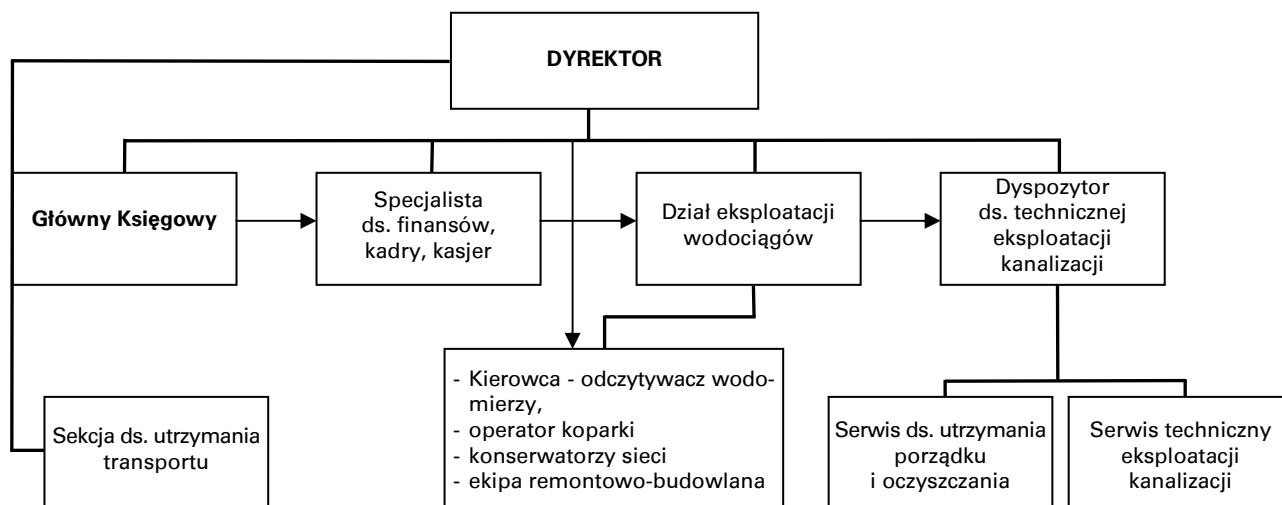 DYREKTOR
Główny Księgowy
Specjalista
ds. finansów,
kadry, kasjer
Dział eksploatacji
wodociągów
Dyspozytor
ds. technicznej
eksploatacji
kanalizacji
Sekcja ds. utrzymania
transportu
- Kierowca - odczytywacz wodo-
mierzy,
- operator koparki
- konserwatorzy sieci
- ekipa remontowo-budowlana
Serwis ds. utrzymania
porządku
i oczyszczania
Serwis techniczny
eksploatacji
kanalizacji